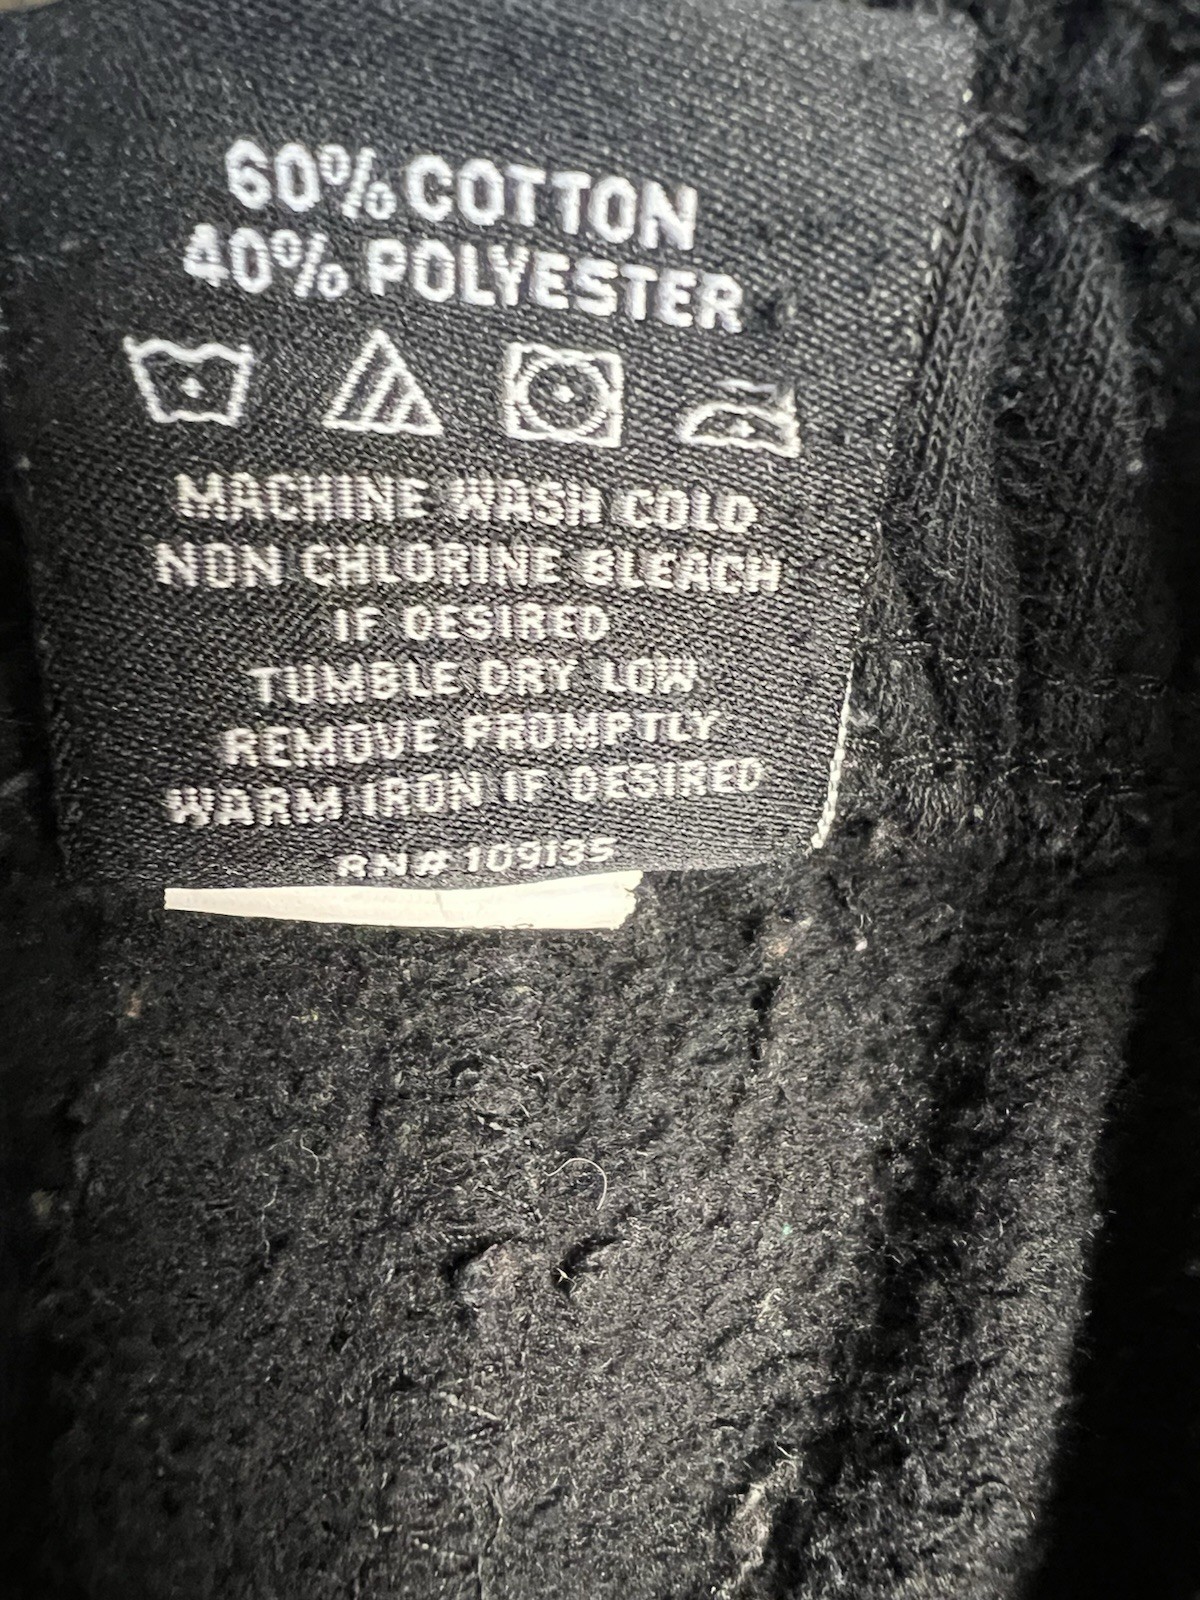 60% COTTON
40% POLYESTER
MACHINE WASH COLD
NON CHLORINE BLEACH
IF DESIRED
TUMBLE DRY LOW
REMOVE PROMPTLY
WARM IRON IF DESIRED
RN# 109135